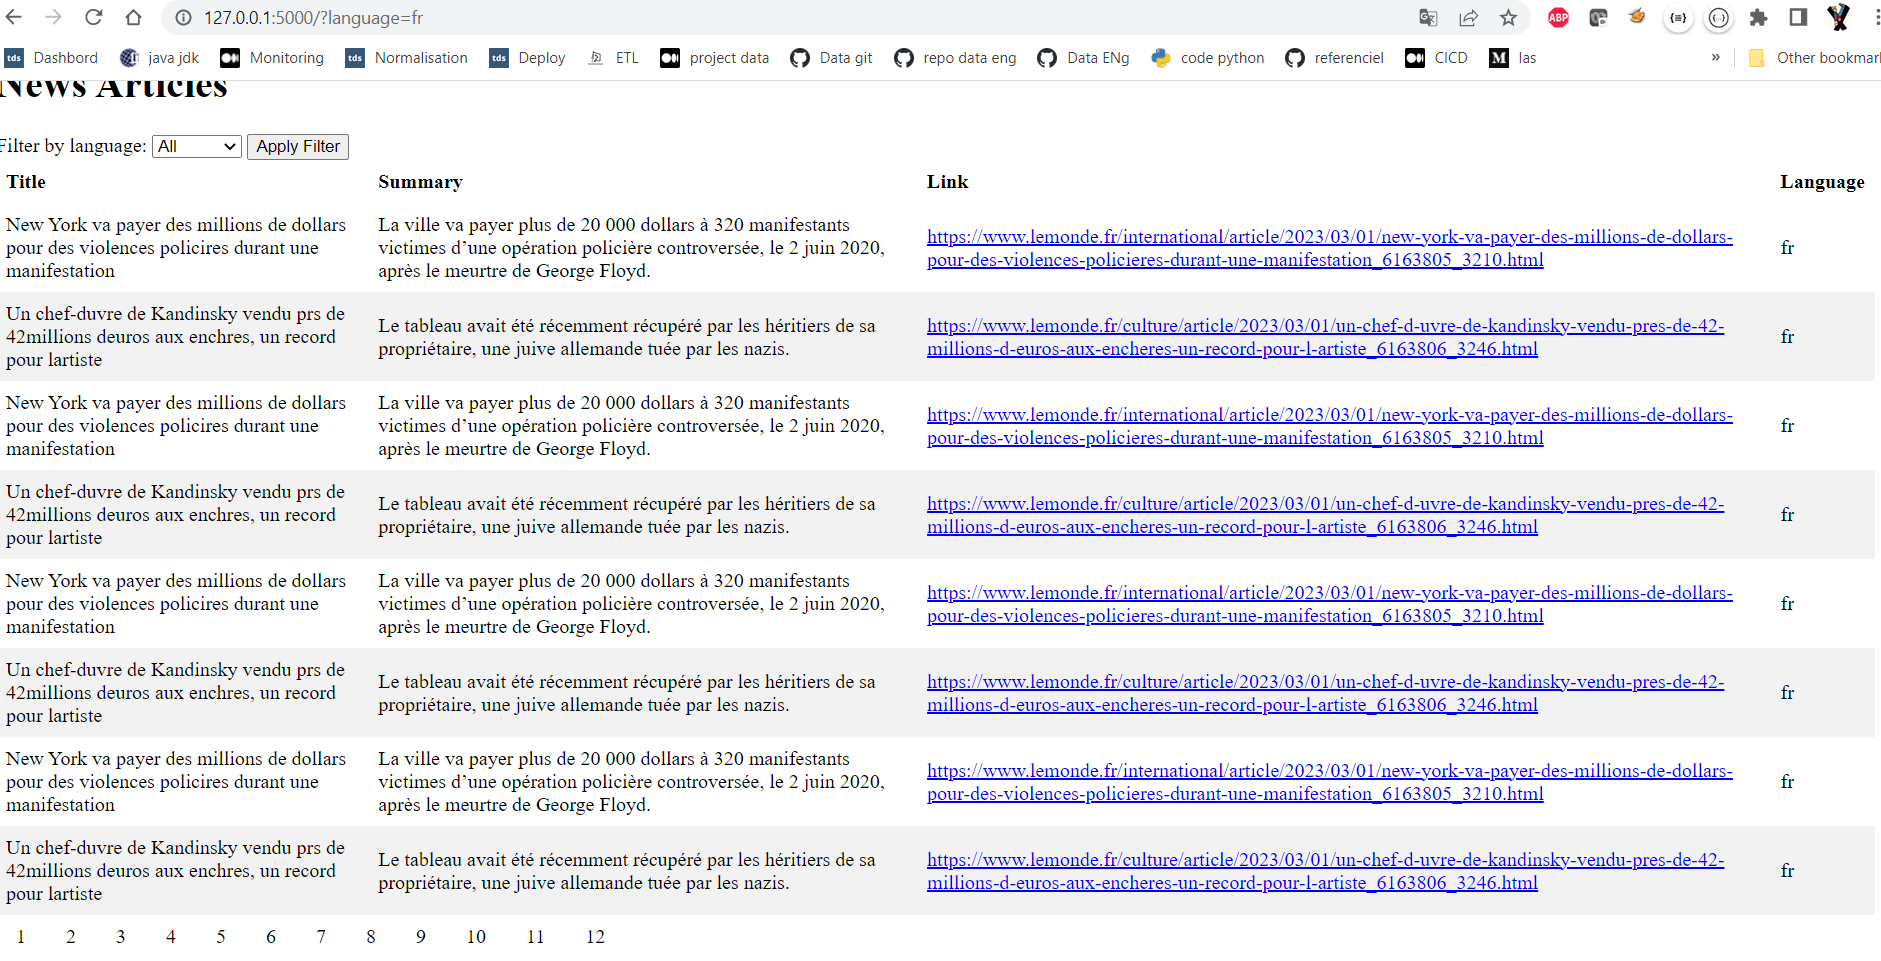 127.0.0.1:5000/?language=fr
ABP
tds Dashbord java jdk Monitoring tds Normalisation tds Deploy ETL project data Data git repo data eng Data ENg code python referenciel CICD M las » Other bookmar
News Articles
Filter by language: All Apply Filter
Title Summary Link Language
New York va payer des millions de dollars
pour des violences policires durant une
manifestation
La ville va payer plus de 20 000 dollars à 320 manifestants
victimes d’une opération policière controversée, le 2 juin 2020,
après le meurtre de George Floyd.
https://www.lemonde.fr/international/article/2023/03/01/new-york-va-payer-des-millions-de-dollars-
pour-des-violences-policieres-durant-une-manifestation_6163805_3210.html
fr
Un chef-duvre de Kandinsky vendu prs de
42millions deuros aux enchres, un record
pour lartiste
Le tableau avait été récemment récupéré par les héritiers de sa
propriétaire, une juive allemande tuée par les nazis.
https://www.lemonde.fr/culture/article/2023/03/01/un-chef-d-uvre-de-kandinsky-vendu-pres-de-42-
millions-d-euros-aux-encheres-un-record-pour-l-artiste_6163806_3246.html
fr
New York va payer des millions de dollars
pour des violences policires durant une
manifestation
La ville va payer plus de 20 000 dollars à 320 manifestants
victimes d’une opération policière controversée, le 2 juin 2020,
après le meurtre de George Floyd.
https://www.lemonde.fr/international/article/2023/03/01/new-york-va-payer-des-millions-de-dollars-
pour-des-violences-policieres-durant-une-manifestation_6163805_3210.html
fr
Un chef-duvre de Kandinsky vendu prs de
42millions deuros aux enchres, un record
pour lartiste
Le tableau avait été récemment récupéré par les héritiers de sa
propriétaire, une juive allemande tuée par les nazis.
https://www.lemonde.fr/culture/article/2023/03/01/un-chef-d-uvre-de-kandinsky-vendu-pres-de-42-
millions-d-euros-aux-encheres-un-record-pour-l-artiste_6163806_3246.html
fr
New York va payer des millions de dollars
pour des violences policires durant une
manifestation
La ville va payer plus de 20 000 dollars à 320 manifestants
victimes d’une opération policière controversée, le 2 juin 2020,
après le meurtre de George Floyd.
https://www.lemonde.fr/international/article/2023/03/01/new-york-va-payer-des-millions-de-dollars-
pour-des-violences-policieres-durant-une-manifestation_6163805_3210.html
fr
Un chef-duvre de Kandinsky vendu prs de
42millions deuros aux enchres, un record
pour lartiste
Le tableau avait été récemment récupéré par les héritiers de sa
propriétaire, une juive allemande tuée par les nazis.
https://www.lemonde.fr/culture/article/2023/03/01/un-chef-d-uvre-de-kandinsky-vendu-pres-de-42-
millions-d-euros-aux-encheres-un-record-pour-l-artiste_6163806_3246.html
fr
New York va payer des millions de dollars
pour des violences policires durant une
manifestation
La ville va payer plus de 20 000 dollars à 320 manifestants
victimes d’une opération policière controversée, le 2 juin 2020,
après le meurtre de George Floyd.
https://www.lemonde.fr/international/article/2023/03/01/new-york-va-payer-des-millions-de-dollars-
pour-des-violences-policieres-durant-une-manifestation_6163805_3210.html
fr
Un chef-duvre de Kandinsky vendu prs de
42millions deuros aux enchres, un record
pour lartiste
Le tableau avait été récemment récupéré par les héritiers de sa
propriétaire, une juive allemande tuée par les nazis.
https://www.lemonde.fr/culture/article/2023/03/01/un-chef-d-uvre-de-kandinsky-vendu-pres-de-42-
millions-d-euros-aux-encheres-un-record-pour-l-artiste_6163806_3246.html
fr
1 2 3 4 5 6 7 8 9 10 11 12